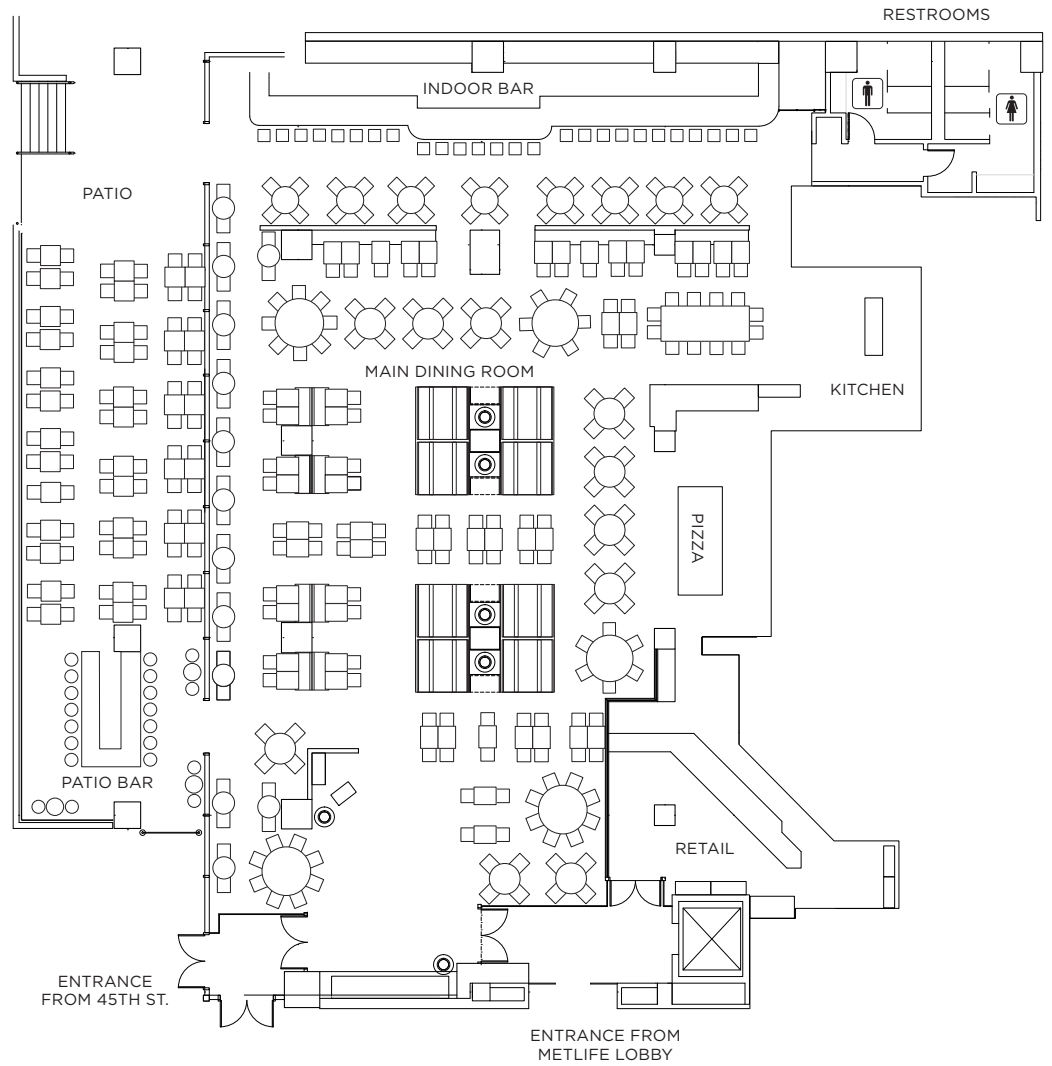 RESTROOMS
INDOOR BAR
PATIO
MAIN DINING ROOM
KITCHEN
PIZZA
PATIO BAR
RETAIL
ENTRANCE
FROM 45TH ST.
ENTRANCE FROM
METLIFE LOBBY